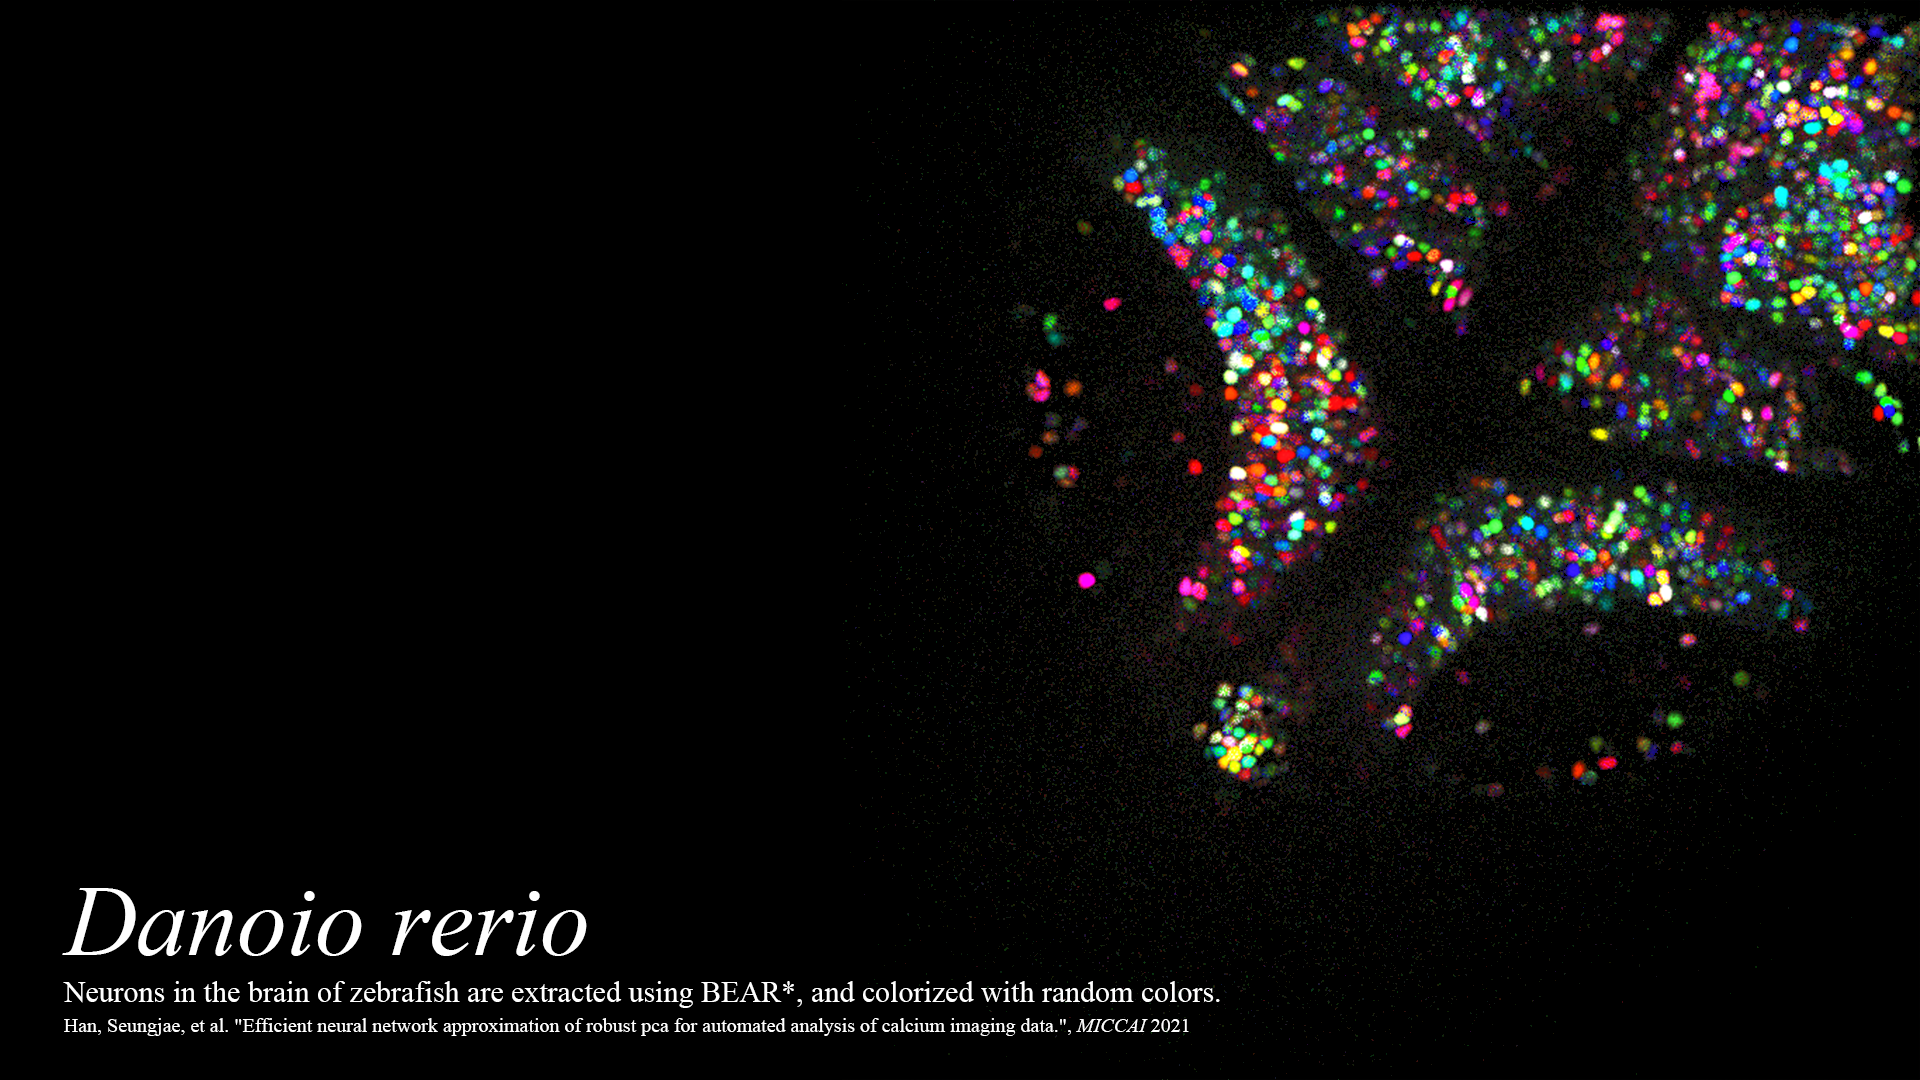 Danoio rerio
Neurons in the brain of zebrafish are extracted using BEAR*, and colorized with random colors.
Han, Seungjae, et al. "Efficient neural network approximation of robust pca for automated analysis of calcium imaging data.", MICCAI 2021